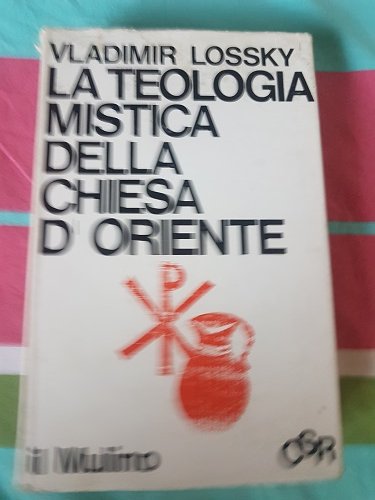 VLADIMIR LOSSKY
LA TEOLOGIA
MISTICA
DELLA
CHIESA
D'ORIENTE
il Mulino
CSR